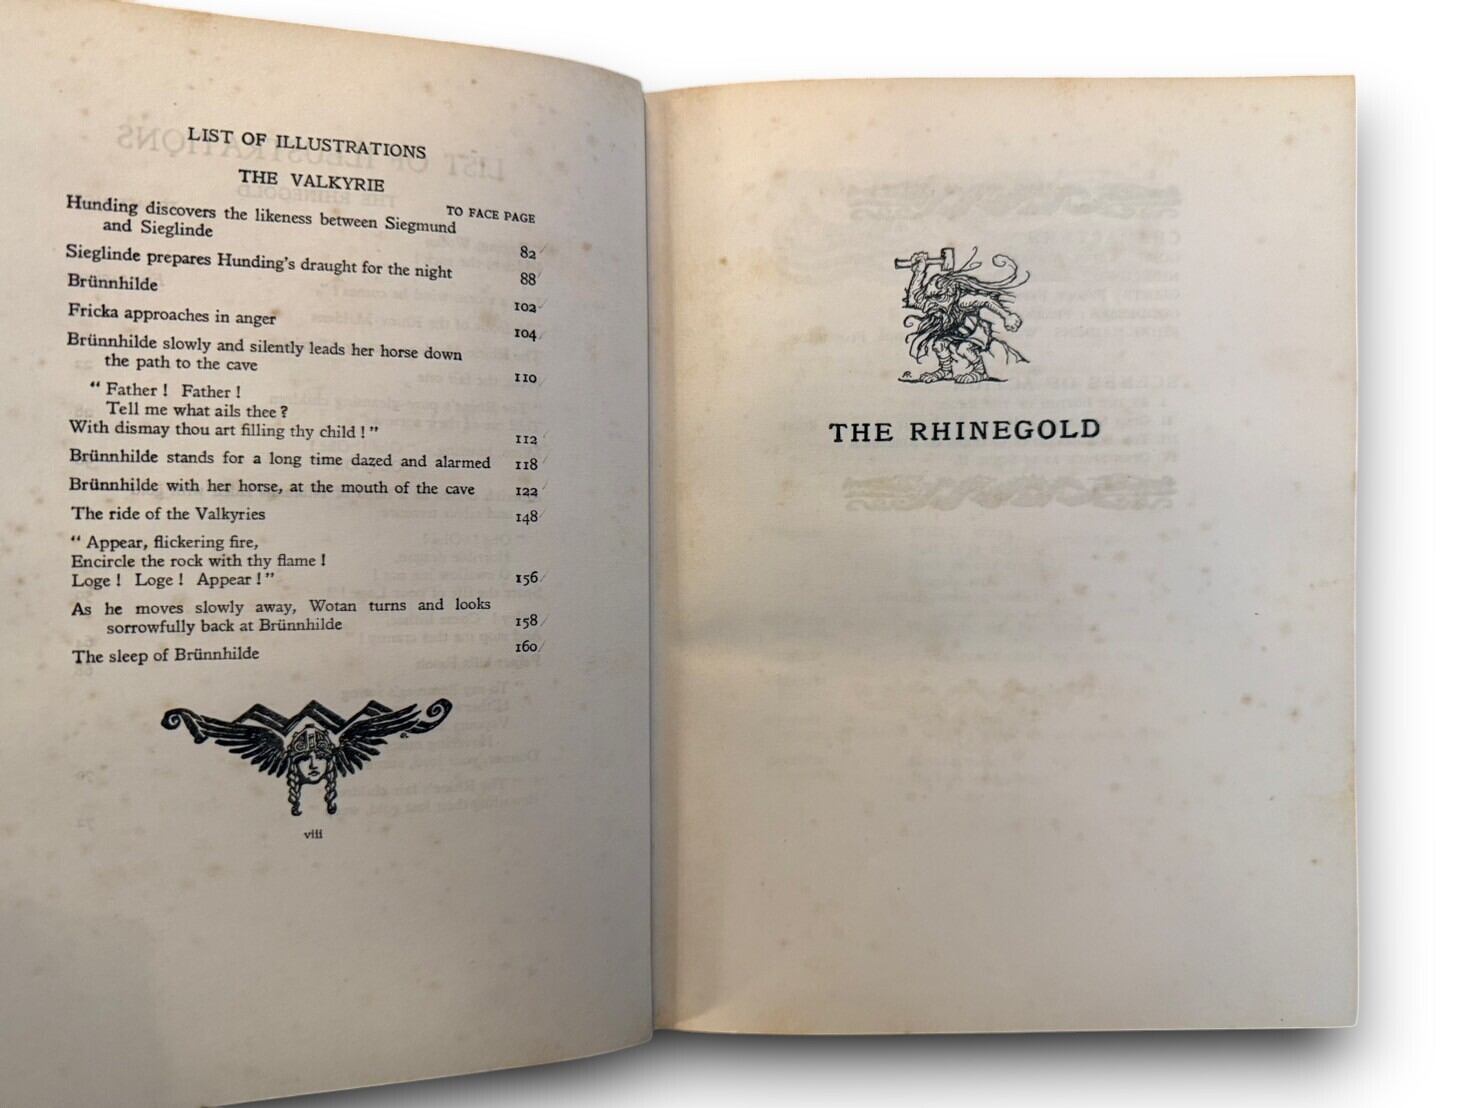 LIST OF ILLUSTRATIONS
THE VALKYRIE
TO FACE PAGE
Hunding discovers the likeness between Siegmund
and Sieglinde 82
Sieglinde prepares Hunding's draught for the night 88
Brünnhilde 102
Fricka approaches in anger 104
Brünnhilde slowly and silently leads her horse down
the path to the cave 110
“ Father ! Father !
Tell me what ails thee ?
With dismay thou art filling thy child ! ” 112
Brünnhilde stands for a long time dazed and alarmed 118
Brünnhilde with her horse, at the mouth of the cave 122
The ride of the Valkyries 148
“ Appear, flickering fire,
Encircle the rock with thy flame !
Loge ! Loge ! Appear ! ” 156
As he moves slowly away, Wotan turns and looks
sorrowfully back at Brünnhilde 158
The sleep of Brünnhilde 160
viii
AR
THE RHINEGOLD